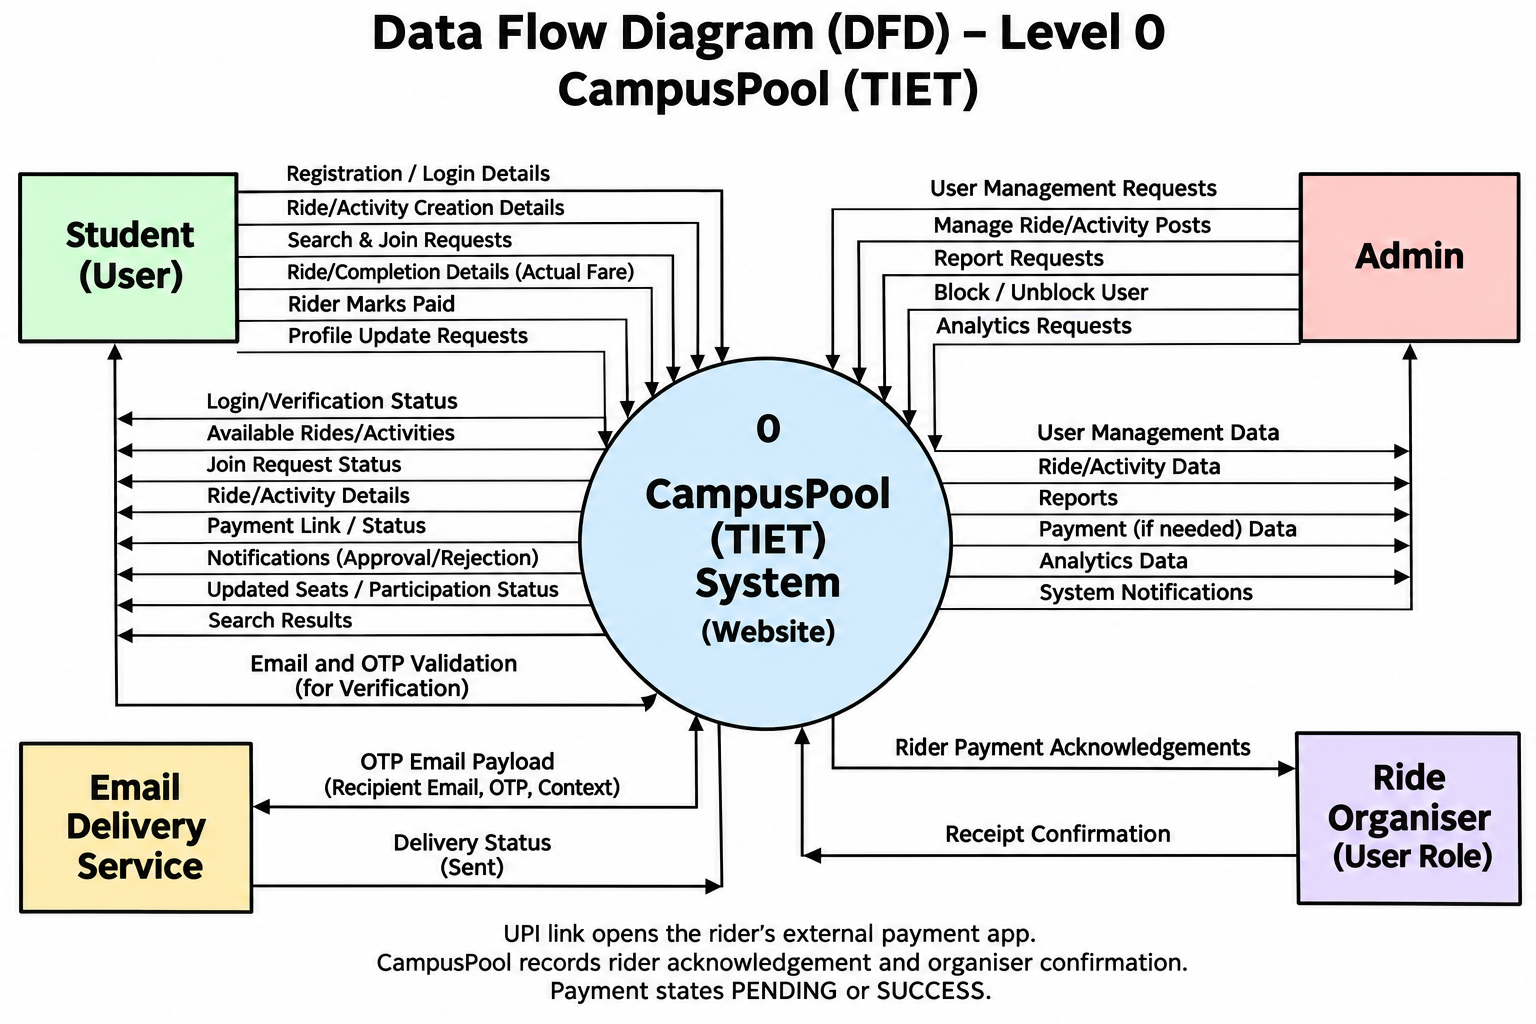 Data Flow Diagram (DFD) – Level 0
CampusPool (TIET)
Student
(User)
Registration / Login Details
Ride/Activity Creation Details
Search & Join Requests
Ride/Completion Details (Actual Fare)
Rider Marks Paid
Profile Update Requests
User Management Requests
Manage Ride/Activity Posts
Report Requests
Block / Unblock User
Analytics Requests
Admin
Login/Verification Status
Available Rides/Activities
Join Request Status
Ride/Activity Details
Payment Link / Status
Notifications (Approval/Rejection)
Updated Seats / Participation Status
Search Results
Email and OTP Validation
(for Verification)
0
CampusPool
(TIET)
System
(Website)
User Management Data
Ride/Activity Data
Reports
Payment (if needed) Data
Analytics Data
System Notifications
Email
Delivery
Service
OTP Email Payload
(Recipient Email, OTP, Context)
Delivery Status
(Sent)
Rider Payment Acknowledgements
Receipt Confirmation
Ride
Organiser
(User Role)
UPI link opens the rider’s external payment app.
CampusPool records rider acknowledgement and organiser confirmation.
Payment states PENDING or SUCCESS.